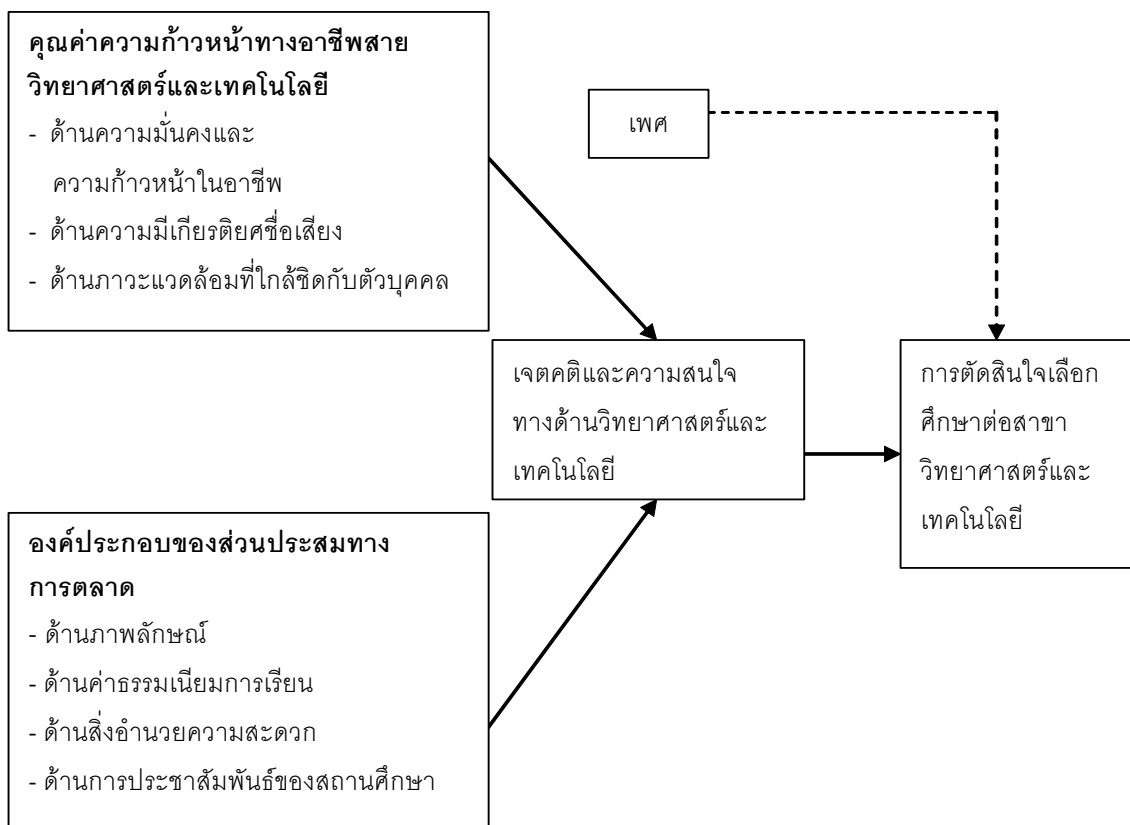 คุณค่าความก้าวหน้าทางอาชีพสาย
วิทยาศาสตร์และเทคโนโลยี
- ด้านความมั่นคงและ
ความก้าวหน้าในอาชีพ
- ด้านความมีเกียรติยศชื่อเสียง
- ด้านภาวะแวดล้อมที่ใกล้ชิดกับตัวบุคคล
เพศ
เจตคติและความสนใจ
ทางด้านวิทยาศาสตร์และ
เทคโนโลยี
การตัดสินใจเลือก
ศึกษาต่อสาขา
วิทยาศาสตร์และ
เทคโนโลยี
องค์ประกอบของส่วนประสมทาง
การตลาด
- ด้านภาพลักษณ์
- ด้านค่าธรรมเนียมการเรียน
- ด้านสิ่งอำนวยความสะดวก
- ด้านการประชาสัมพันธ์ของสถานศึกษา